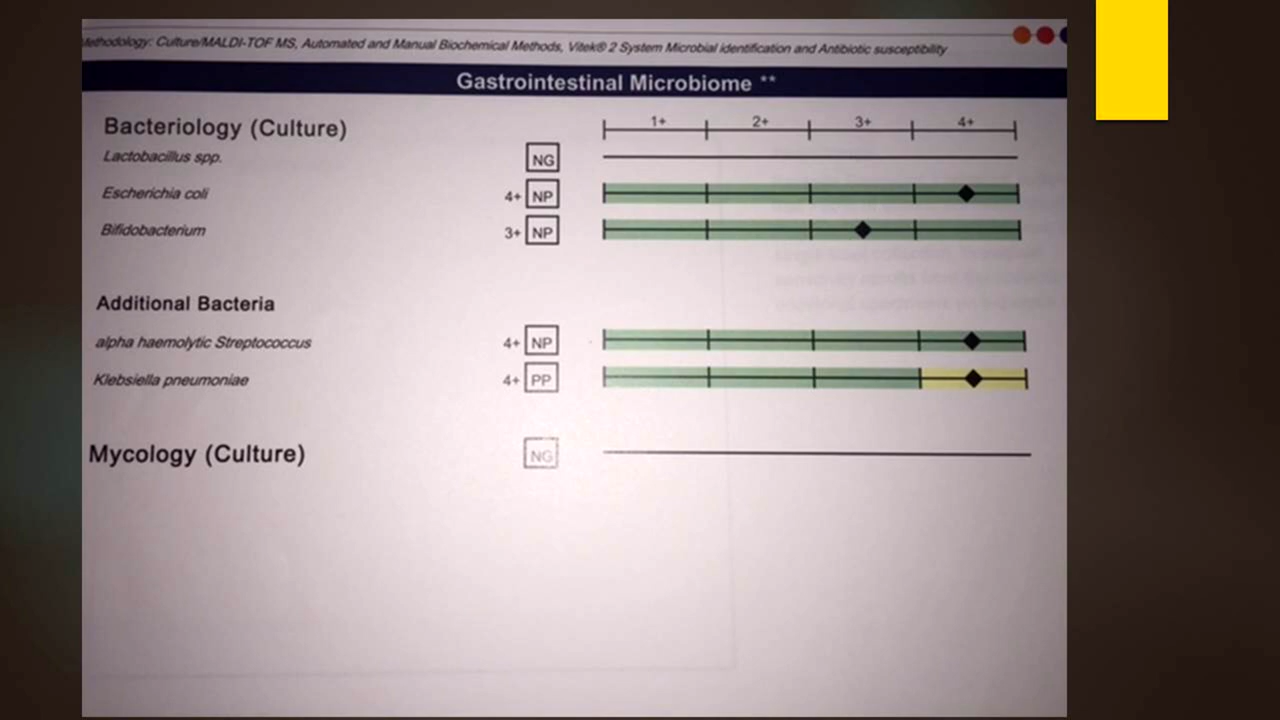 Methodology: Culture/MALDI-TOF MS, Automated and Manual Biochemical Methods, Vitek® 2 System Microbial identification and Antibiotic susceptibility
Gastrointestinal Microbiome **
Bacteriology (Culture) 1+ 2+ 3+ 4+
Lactobacillus spp. NG
Escherichia coli 4+ NP
Bifidobacterium 3+ NP
Additional Bacteria
alpha haemolytic Streptococcus 4+ NP
Klebsiella pneumoniae 4+ PP
Mycology (Culture) NG